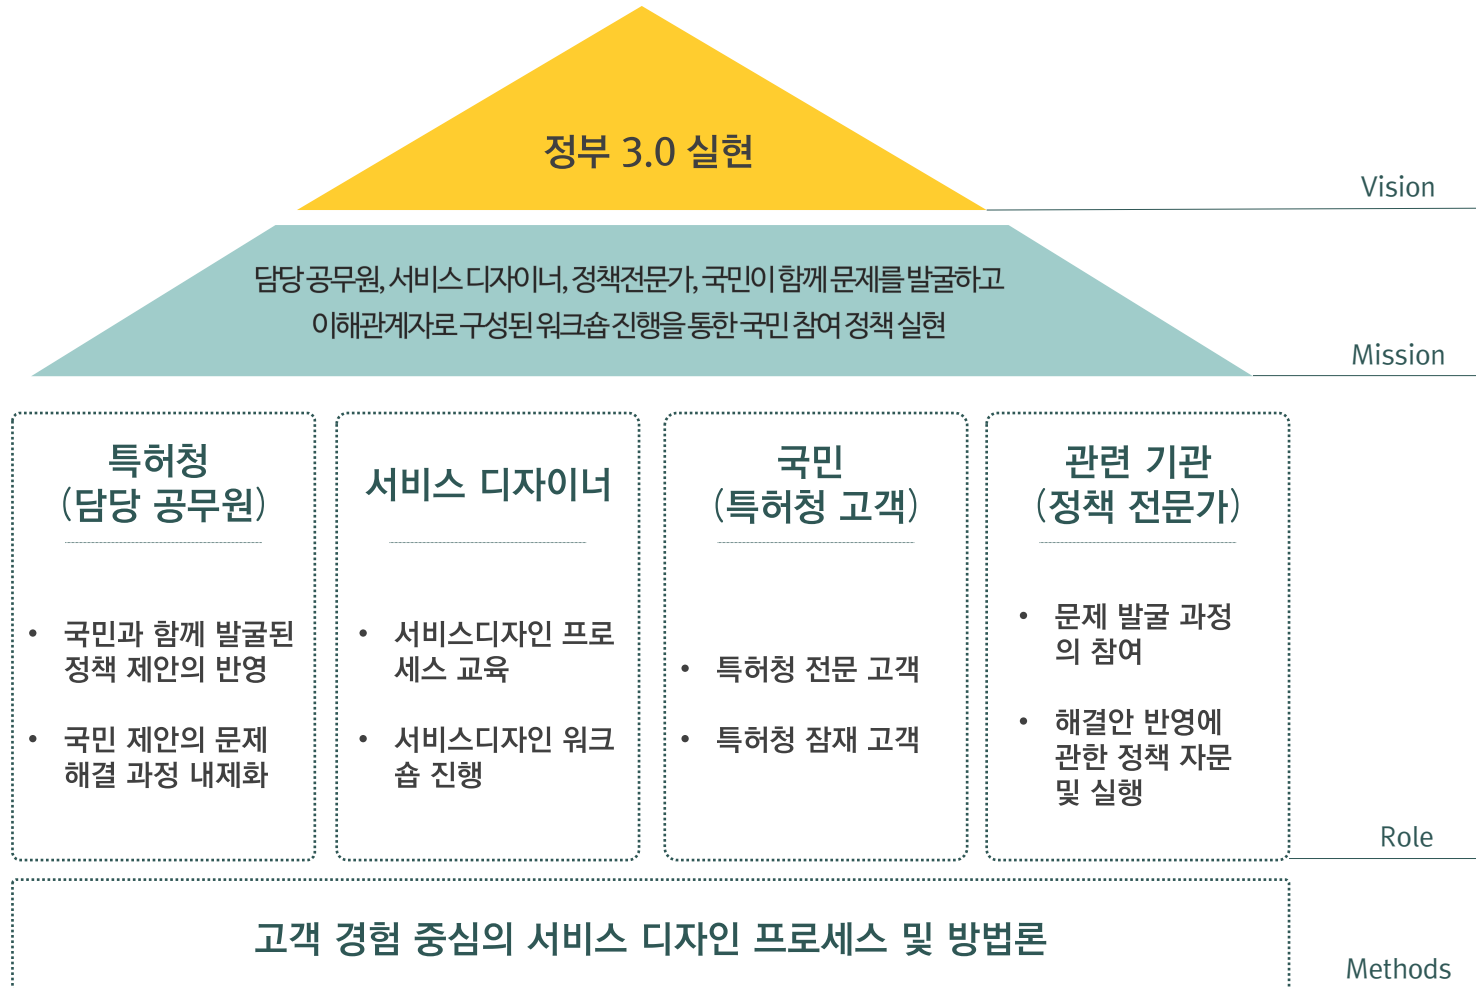 정부 3.0 실현
Vision
담당 공무원, 서비스 디자이너, 정책전문가, 국민이 함께 문제를 발굴하고
이해관계자로 구성된 워크숍 진행을 통한 국민 참여 정책 실현
Mission
특허청
(담당 공무원)
• 국민과 함께 발굴된
정책 제안의 반영
• 국민 제안의 문제
해결 과정 내제화
서비스 디자이너
• 서비스디자인 프로
세스 교육
• 서비스디자인 워크
숍 진행
국민
(특허청 고객)
• 특허청 전문 고객
• 특허청 잠재 고객
관련 기관
(정책 전문가)
• 문제 발굴 과정
의 참여
• 해결안 반영에
관한 정책 자문
및 실행
Role
고객 경험 중심의 서비스 디자인 프로세스 및 방법론
Methods